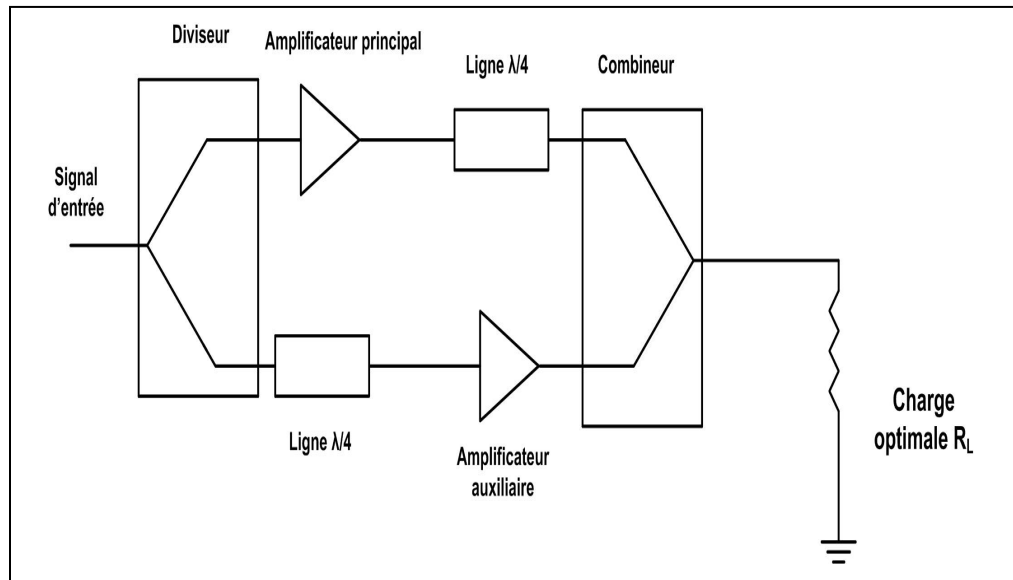 Diviseur
Amplificateur principal
Ligne λ/4
Combineur
Signal
d'entrée
Ligne λ/4
Amplificateur
auxiliaire
Charge
optimale RL